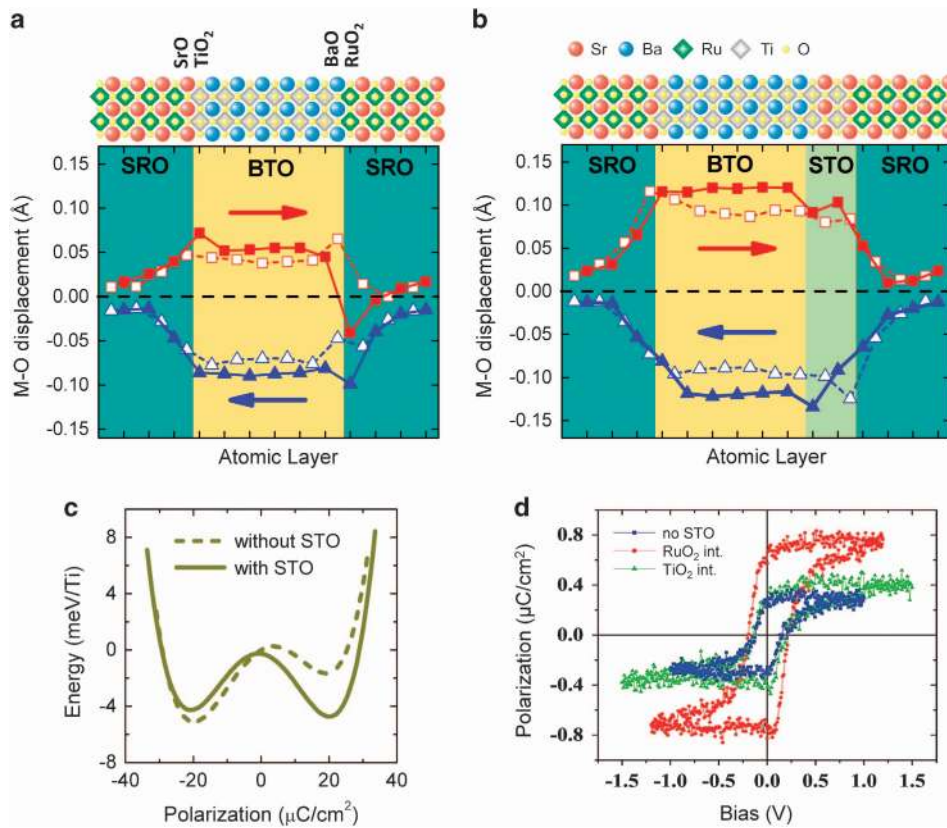 a
SrO
TiO₂
BaO
RuO₂
SRO BTO SRO
M-O displacement (Å)
0.15
0.10
0.05
0.00
-0.05
-0.10
-0.15
Atomic Layer
b
Sr Ba Ru Ti O
SRO BTO STO SRO
M-O displacement (Å)
0.15
0.10
0.05
0.00
-0.05
-0.10
-0.15
Atomic Layer
c
without STO
with STO
Energy (meV/Ti)
8
4
0
-4
-8
-40 -20 0 20 40
Polarization (μC/cm²)
d
no STO
RuO₂ int.
TiO₂ int.
Polarization (μC/cm²)
0.8
0.4
0.0
-0.4
-0.8
-1.5 -1.0 -0.5 0.0 0.5 1.0 1.5
Bias (V)